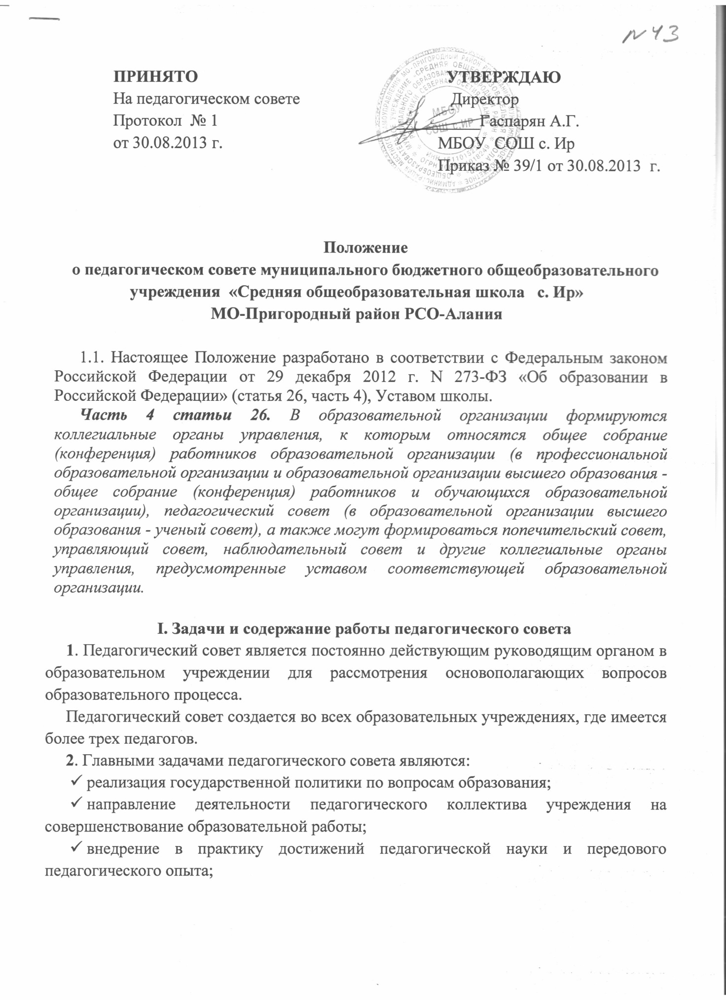 N 43
ПРИНЯТО
На педагогическом совете
Протокол № 1
от 30.08.2013 г.
УТВЕРЖДАЮ
Директор
Гаспарян А.Г.
МБОУ СОШ с. Ир
Приказ № 39/1 от 30.08.2013 г.
МБОУ
СОШ с.ИР
Положение
о педагогическом совете муниципального бюджетного общеобразовательного
учреждения «Средняя общеобразовательная школа с. Ир»
МО-Пригородный район РСО-Алания
1.1. Настоящее Положение разработано в соответствии с Федеральным законом
Российской Федерации от 29 декабря 2012 г. N 273-ФЗ «Об образовании в
Российской Федерации» (статья 26, часть 4), Уставом школы.
Часть 4 статьи 26. В образовательной организации формируются
коллегиальные органы управления, к которым относятся общее собрание
(конференция) работников образовательной организации (в профессиональной
образовательной организации и образовательной организации высшего образования -
общее собрание (конференция) работников и обучающихся образовательной
организации), педагогический совет (в образовательной организации высшего
образования - ученый совет), а также могут формироваться попечительский совет,
управляющий совет, наблюдательный совет и другие коллегиальные органы
управления, предусмотренные уставом соответствующей образовательной
организации.
I. Задачи и содержание работы педагогического совета
1. Педагогический совет является постоянно действующим руководящим органом в
образовательном учреждении для рассмотрения основополагающих вопросов
образовательного процесса.
Педагогический совет создается во всех образовательных учреждениях, где имеется
более трех педагогов.
2. Главными задачами педагогического совета являются:
✓ реализация государственной политики по вопросам образования;
✓ направление деятельности педагогического коллектива учреждения на
совершенствование образовательной работы;
✓ внедрение в практику достижений педагогической науки и передового
педагогического опыта;